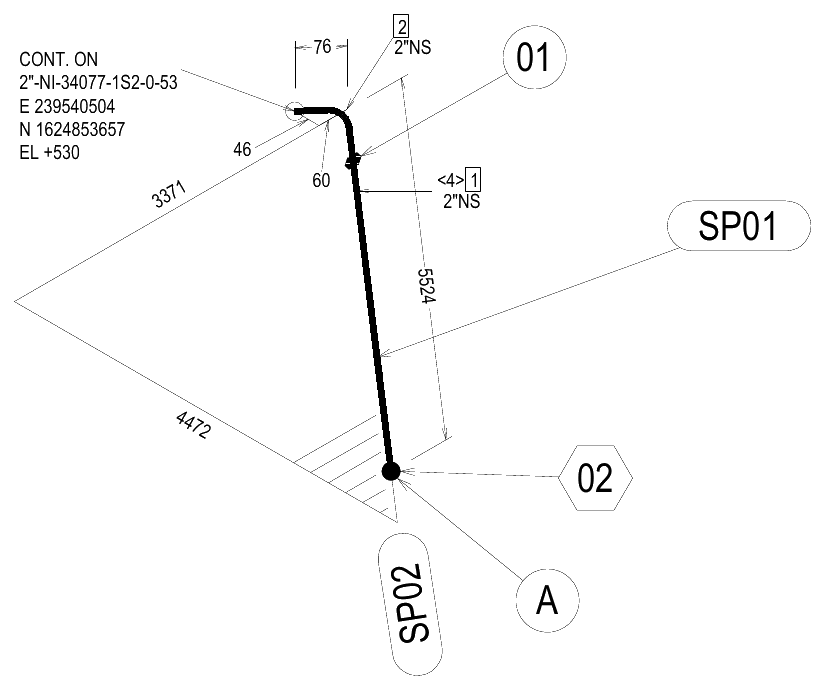 2
2"NS
76
01
CONT. ON
2"-NI-34077-1S2-0-53
E 239540504
N 1624853657
EL +530
46
60
<4> 1
2"NS
3371
SP01
5524
4472
02
SP02
A